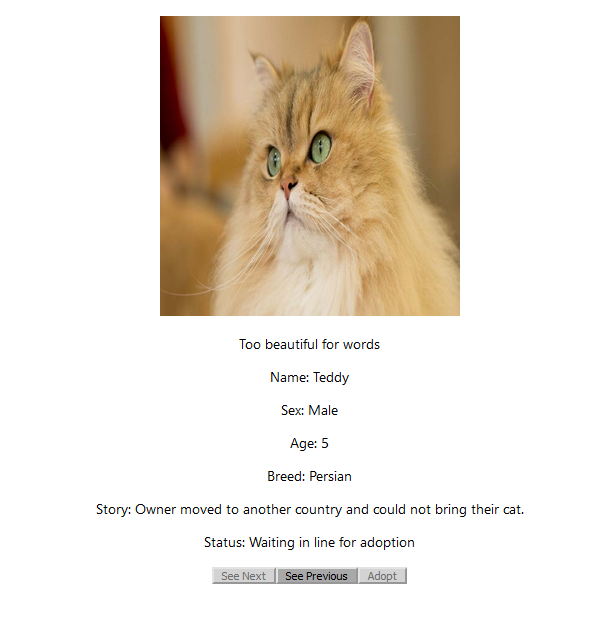 Too beautiful for words
Name: Teddy
Sex: Male
Age: 5
Breed: Persian
Story: Owner moved to another country and could not bring their cat.
Status: Waiting in line for adoption
See Next See Previous Adopt